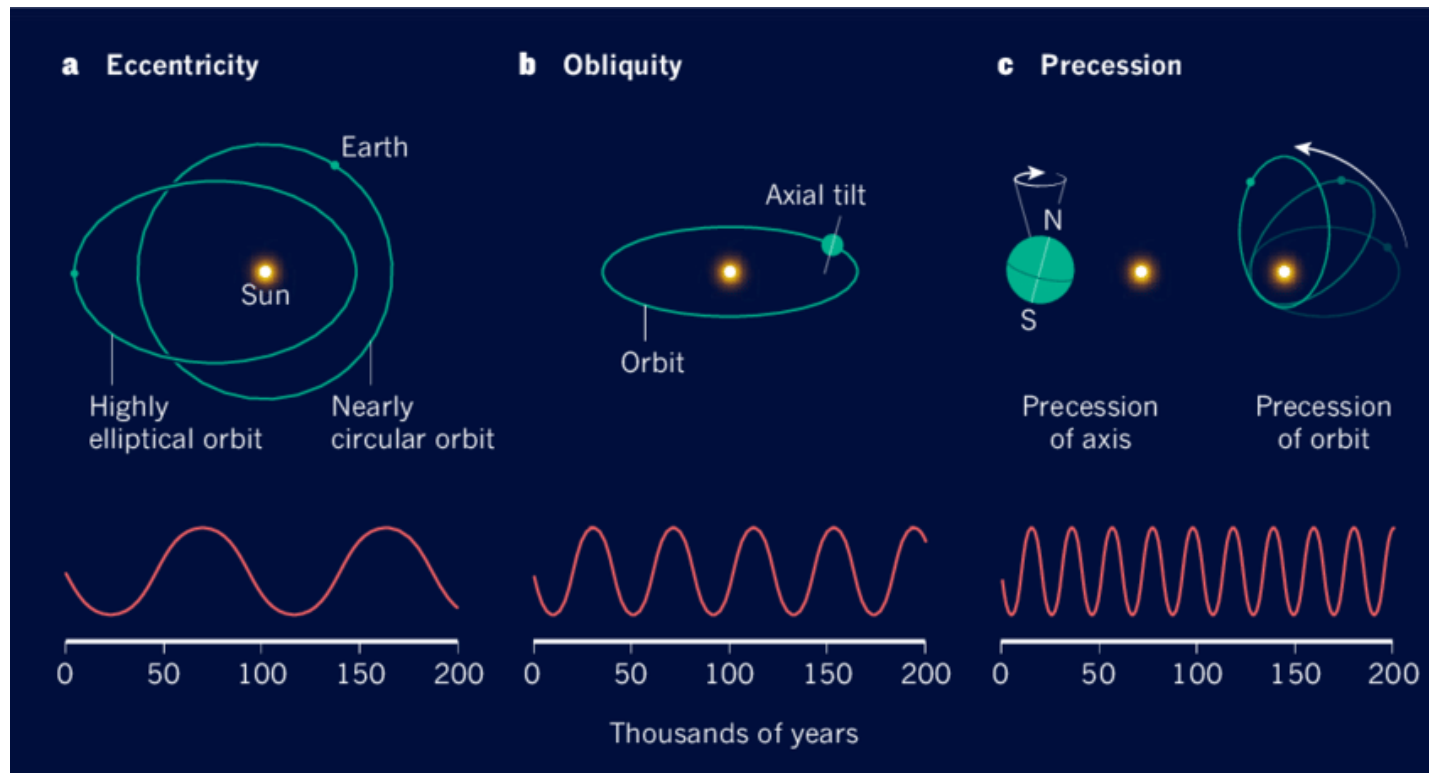 a Eccentricity
Earth
Sun
Highly
elliptical orbit
Nearly
circular orbit
0 50 100 150 200
b Obliquity
Axial tilt
Orbit
0 50 100 150 200
c Precession
N
S
Precession
of axis
Precession
of orbit
0 50 100 150 200
Thousands of years